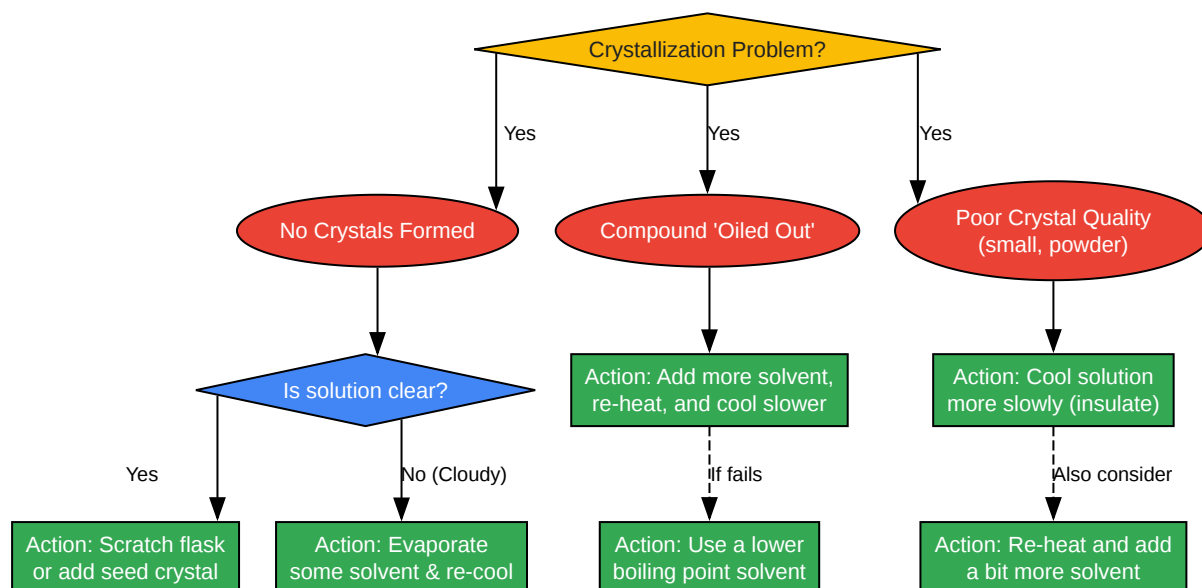 Crystallization Problem?
Yes
Yes
Yes
No Crystals Formed
Compound 'Oiled Out'
Poor Crystal Quality
(small, powder)
Is solution clear?
Action: Add more solvent,
re-heat, and cool slower
Action: Cool solution
more slowly (insulate)
Yes
No (Cloudy)
If fails
Also consider
Action: Scratch flask
or add seed crystal
Action: Evaporate
some solvent & re-cool
Action: Use a lower
boiling point solvent
Action: Re-heat and add
a bit more solvent